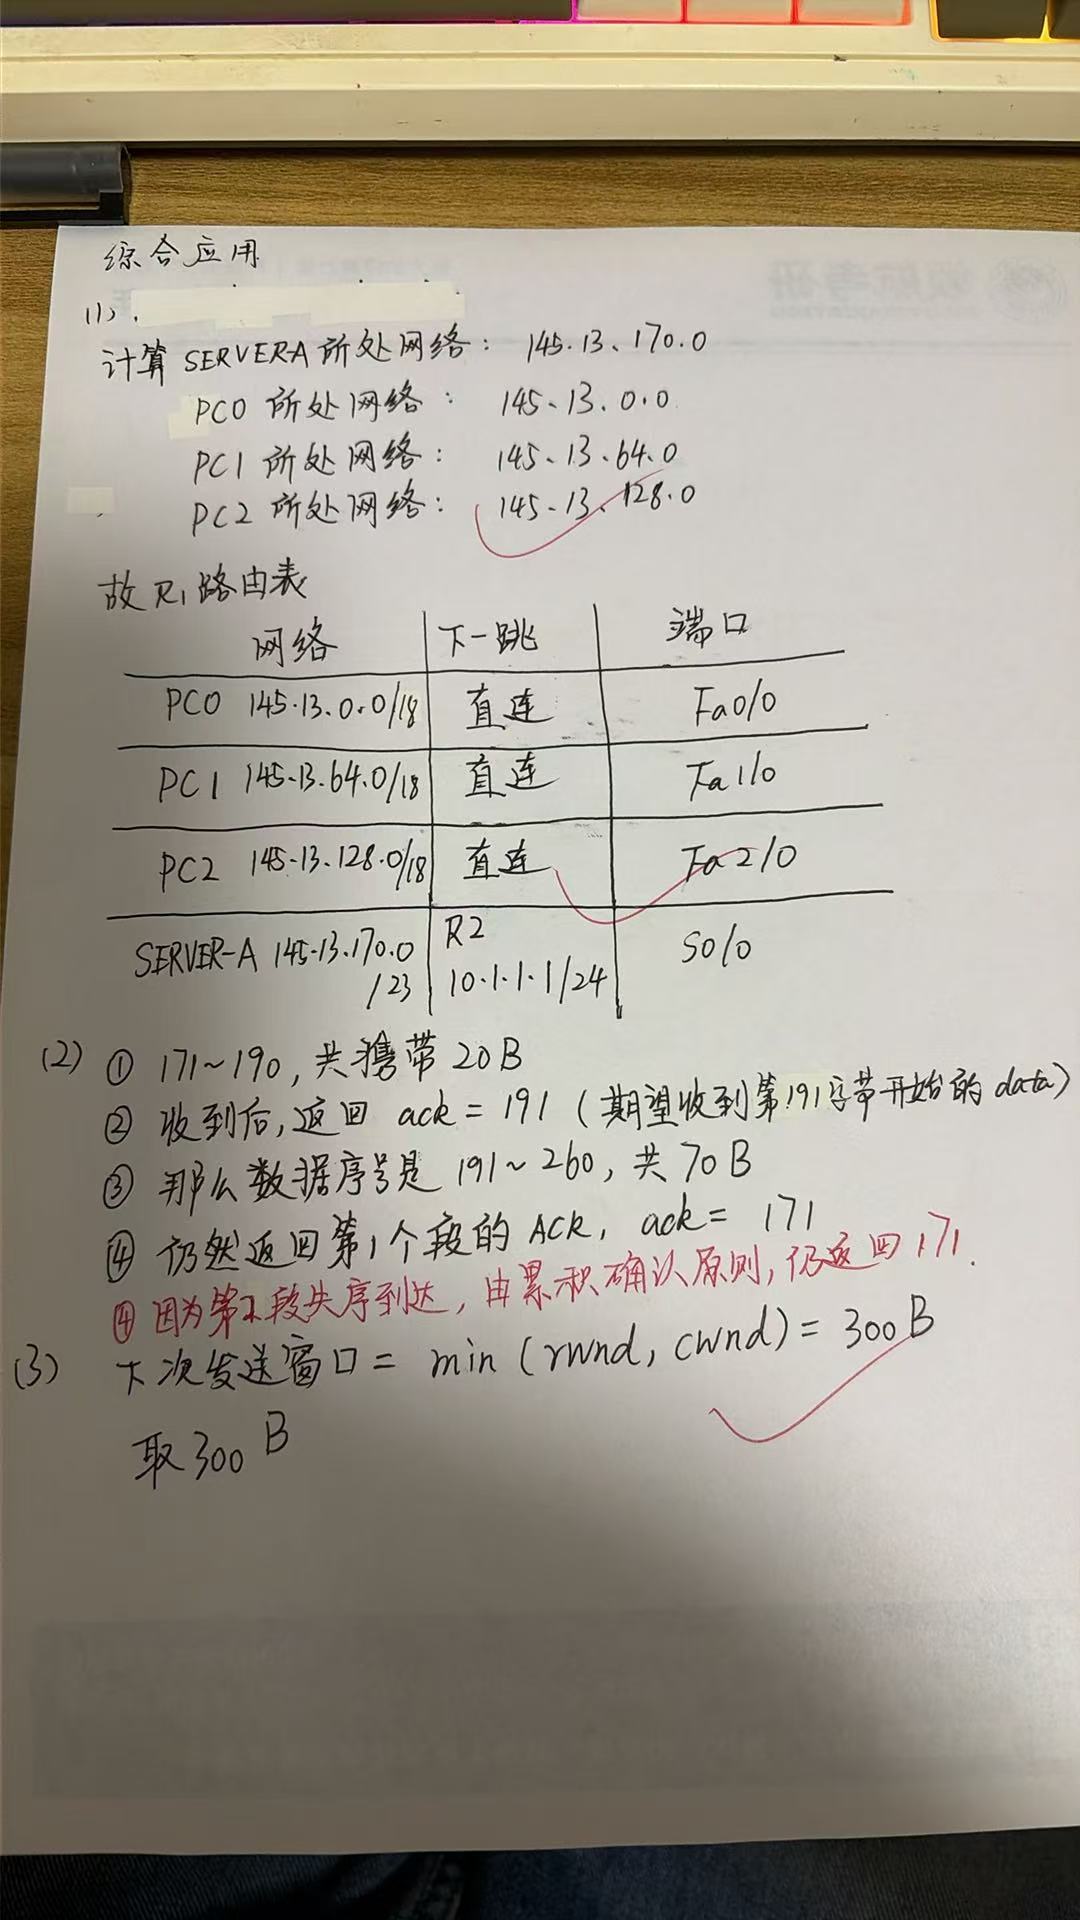 综合应用
(1).
计算 SERVERA 所处网络: 145.13.170.0
PC0 所处网络: 145.13.0.0
PC1 所处网络: 145.13.64.0
PC2 所处网络: 145.13.128.0
故R1路由表
网络 下一跳 端口
PC0 145.13.0.0/18 直连 Fa0/0
PC1 145.13.64.0/18 直连 Fa1/0
PC2 145.13.128.0/18 直连 Fa2/0
SERVER-A 145.13.170.0 R2 S0/0
/23 10.1.1.1/24
(2) ① 171~190, 共携带 20B
② 收到后,返回 ack = 191 (期望收到第191字节开始的 data)
③ 那么数据序号是 191~260, 共 70B
④ 仍然返回第1个段的 ACK, ack = 171
④ 因为第2段失序到达, 由累积确认原则, 仍返回171.
(3) 下次发送窗口 = min (rwnd, cwnd) = 300B
取300B